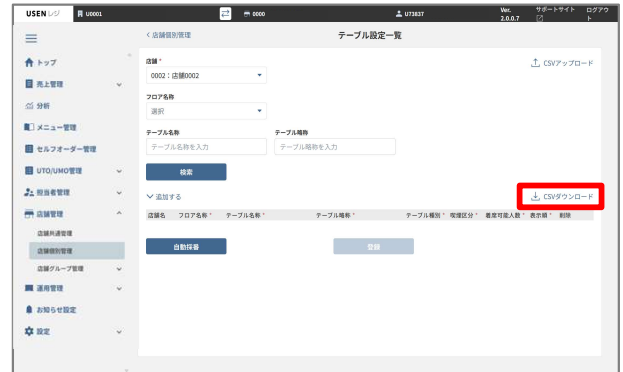 USEN レジ U0001 0000 U73837 Ver. 2.0.0.7 サポートサイト ログアウト
< 店舗個別管理 テーブル設定一覧
トップ
売上管理
分析
メニュー管理
セルフオーダー管理
UTO/UMO管理
担当者管理
店舗管理
店舗共通管理
店舗個別管理
店舗グループ管理
運用管理
お知らせ設定
設定
店舗 *
CSVアップロード
0002：店舗0002
フロア名称
選択
テーブル名称 テーブル略称
テーブル名称を入力 テーブル略称を入力
検索
追加する
CSVダウンロード
店舗名 フロア名称 * テーブル名称 * テーブル略称 * テーブル種別 * 喫煙区分 * 着席可能人数 * 表示順 * 削除
自動採番 登録